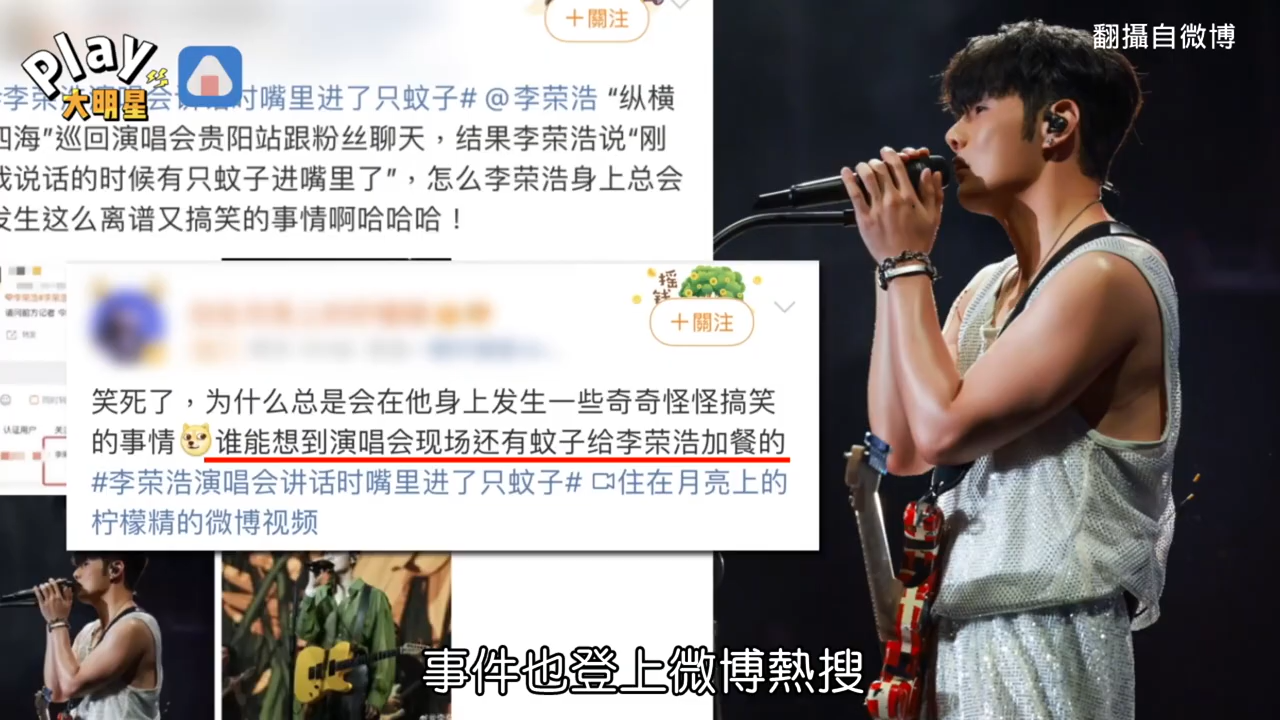 +關注
翻攝自微博
Play
大明星
时嘴里进了只蚊子# @李荣浩 “纵横
四海”巡回演唱会贵阳站跟粉丝聊天，结果李荣浩说“刚
我说话的时候有只蚊子进嘴里了”，怎么李荣浩身上总会
发生这么离谱又搞笑的事情啊哈哈哈！
+關注
笑死了，为什么总是会在他身上发生一些奇奇怪怪搞笑
的事情 谁能想到演唱会现场还有蚊子给李荣浩加餐的
#李荣浩演唱会讲话时嘴里进了只蚊子# 住在月亮上的
柠檬精的微博视频
事件也登上微博熱搜